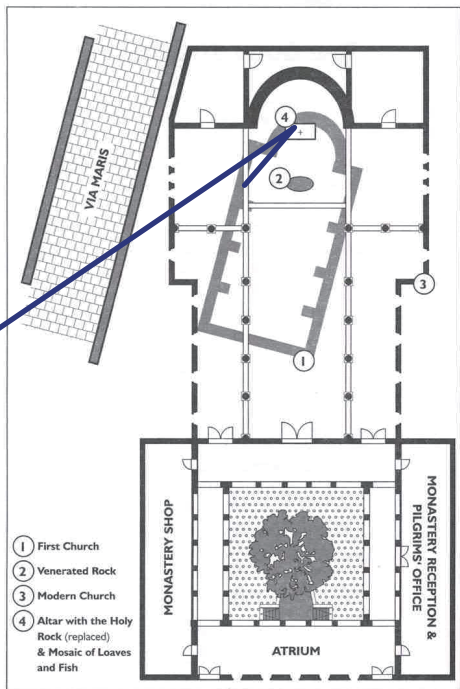 VIA MARIS
4
2
3
1
MONASTERY SHOP
MONASTERY RECEPTION &
PILGRIMS' OFFICE
ATRIUM
1 First Church
2 Venerated Rock
3 Modern Church
4 Altar with the Holy
Rock (replaced)
& Mosaic of Loaves
and Fish